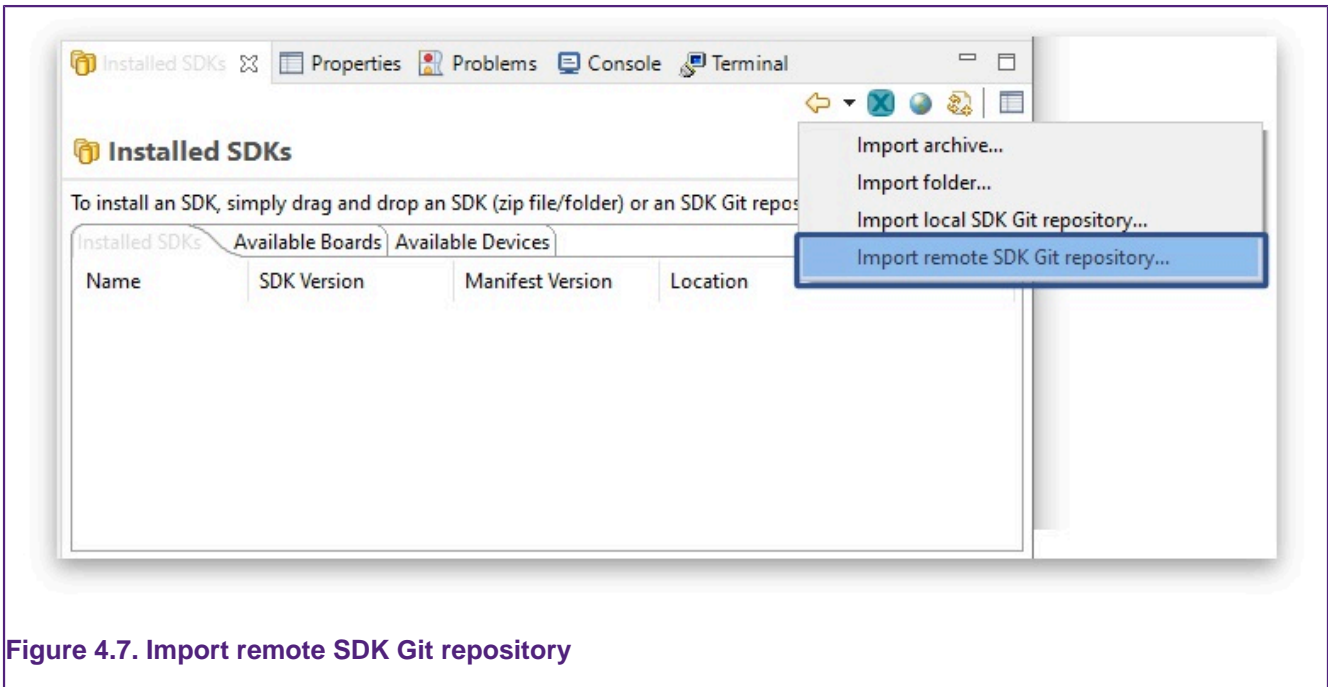 Installed SDKs Properties Problems Console Terminal
Installed SDKs
Import archive...
Import folder...
To install an SDK, simply drag and drop an SDK (zip file/folder) or an SDK Git repos
Import local SDK Git repository...
Installed SDKs Available Boards Available Devices
Import remote SDK Git repository...
Name SDK Version Manifest Version Location
Figure 4.7. Import remote SDK Git repository